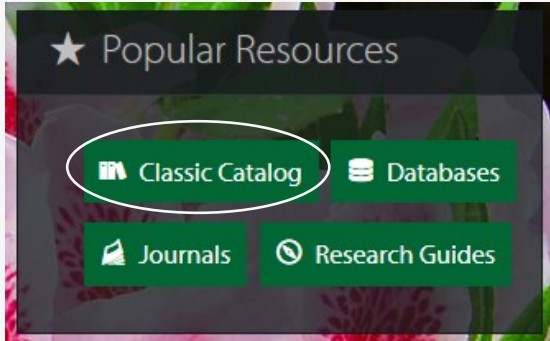 Popular Resources
Classic Catalog
Databases
Journals
Research Guides